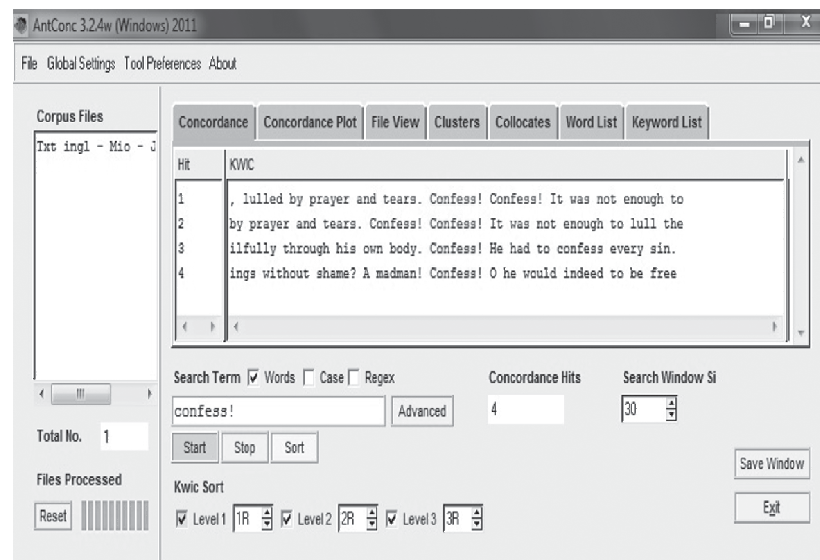 AntConc 3.2.4w (Windows) 2011
File Global Settings Tool Preferences About
Corpus Files
Txt ingl - Mio - J
Concordance Concordance Plot File View Clusters Collocates Word List Keyword List
Hit KWIC
1 , lulled by prayer and tears. Confess! Confess! It was not enough to
2 by prayer and tears. Confess! Confess! It was not enough to lull the
3 ilfully through his own body. Confess! He had to confess every sin.
4 ings without shame? A madman! Confess! O he would indeed to be free
Search Term Words Case Regex Concordance Hits Search Window Si
confess! Advanced 4 30
Total No. 1
Start Stop Sort
Files Processed
Save Window
Kwic Sort
Reset
Level 1 1R Level 2 2R Level 3 3R
Exit